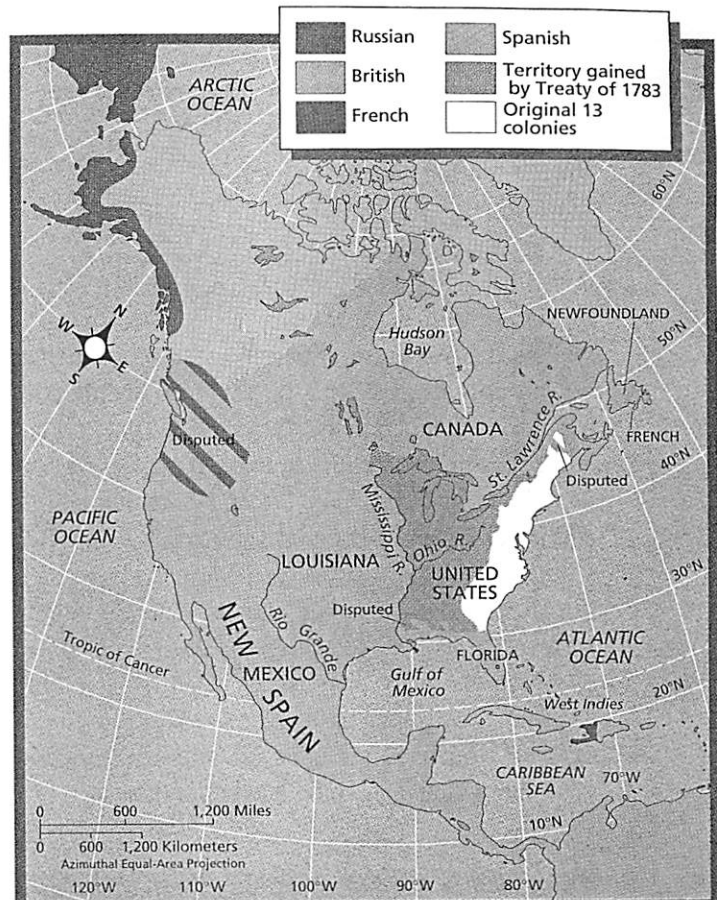 Russian
British
French
Spanish
Territory gained
by Treaty of 1783
Original 13
colonies
ARCTIC
OCEAN
60°N
N
W
E
S
NEWFOUNDLAND
50°N
Hudson
Bay
Disputed
CANADA
St. Lawrence R.
FRENCH
40°N
Disputed
PACIFIC
OCEAN
Mississippi R.
Ohio R.
LOUISIANA
UNITED
STATES
30°N
Disputed
NEW
SPAIN
Rio Grande
MEXICO
Tropic of Cancer
FLORIDA
ATLANTIC
OCEAN
Gulf of
Mexico
20°N
West Indies
CARIBBEAN
SEA
70°W
0 600 1,200 Miles
0 600 1,200 Kilometers
Azimuthal Equal-Area Projection
10°N
120°W 110°W 100°W 90°W 80°W